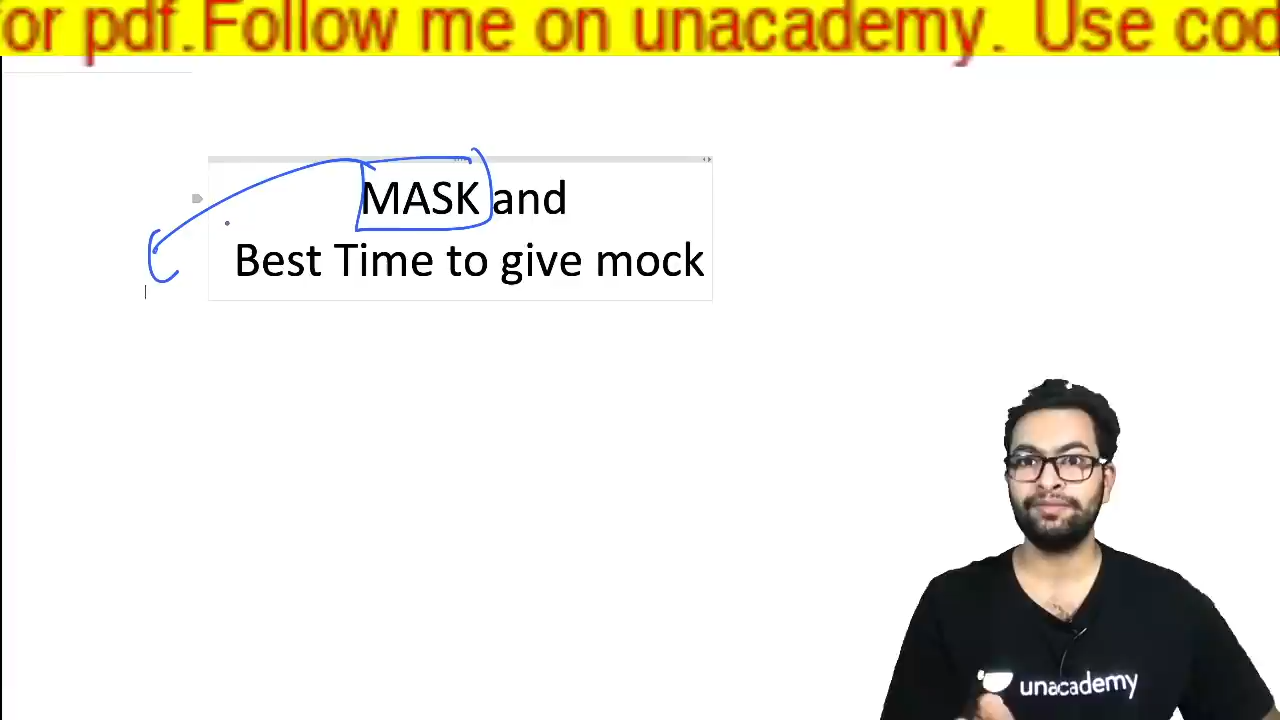 or pdf.Follow me on unacademy. Use cod
MASK and
Best Time to give mock
unacademy